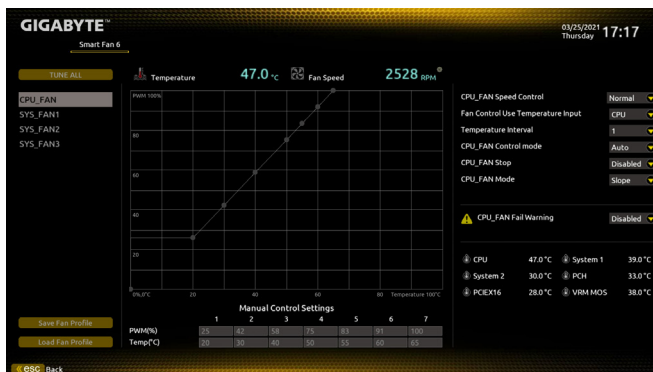 GIGABYTE™
03/25/2021
Thursday 17:17
Smart Fan 6
TUNE ALL
Temperature 47.0 °C Fan Speed 2528 RPM
CPU_FAN
SYS_FAN1
SYS_FAN2
SYS_FAN3
PWM 100%
80
60
40
20
0%,0°C 20 40 60 80 Temperature 100°C
CPU_FAN Speed Control Normal
Fan Control Use Temperature Input CPU
Temperature Interval 1
CPU_FAN Control mode Auto
CPU_FAN Stop Disabled
CPU_FAN Mode Slope
CPU_FAN Fail Warning Disabled
CPU 47.0°C System 1 39.0°C
System 2 30.0°C PCH 33.0°C
PCIEX16 28.0°C VRM MOS 38.0°C
Manual Control Settings
1 2 3 4 5 6 7
PWM(%) 25 42 58 75 83 91 100
Temp(°C) 20 30 40 50 55 60 65
Save Fan Profile
Load Fan Profile
« esc Back